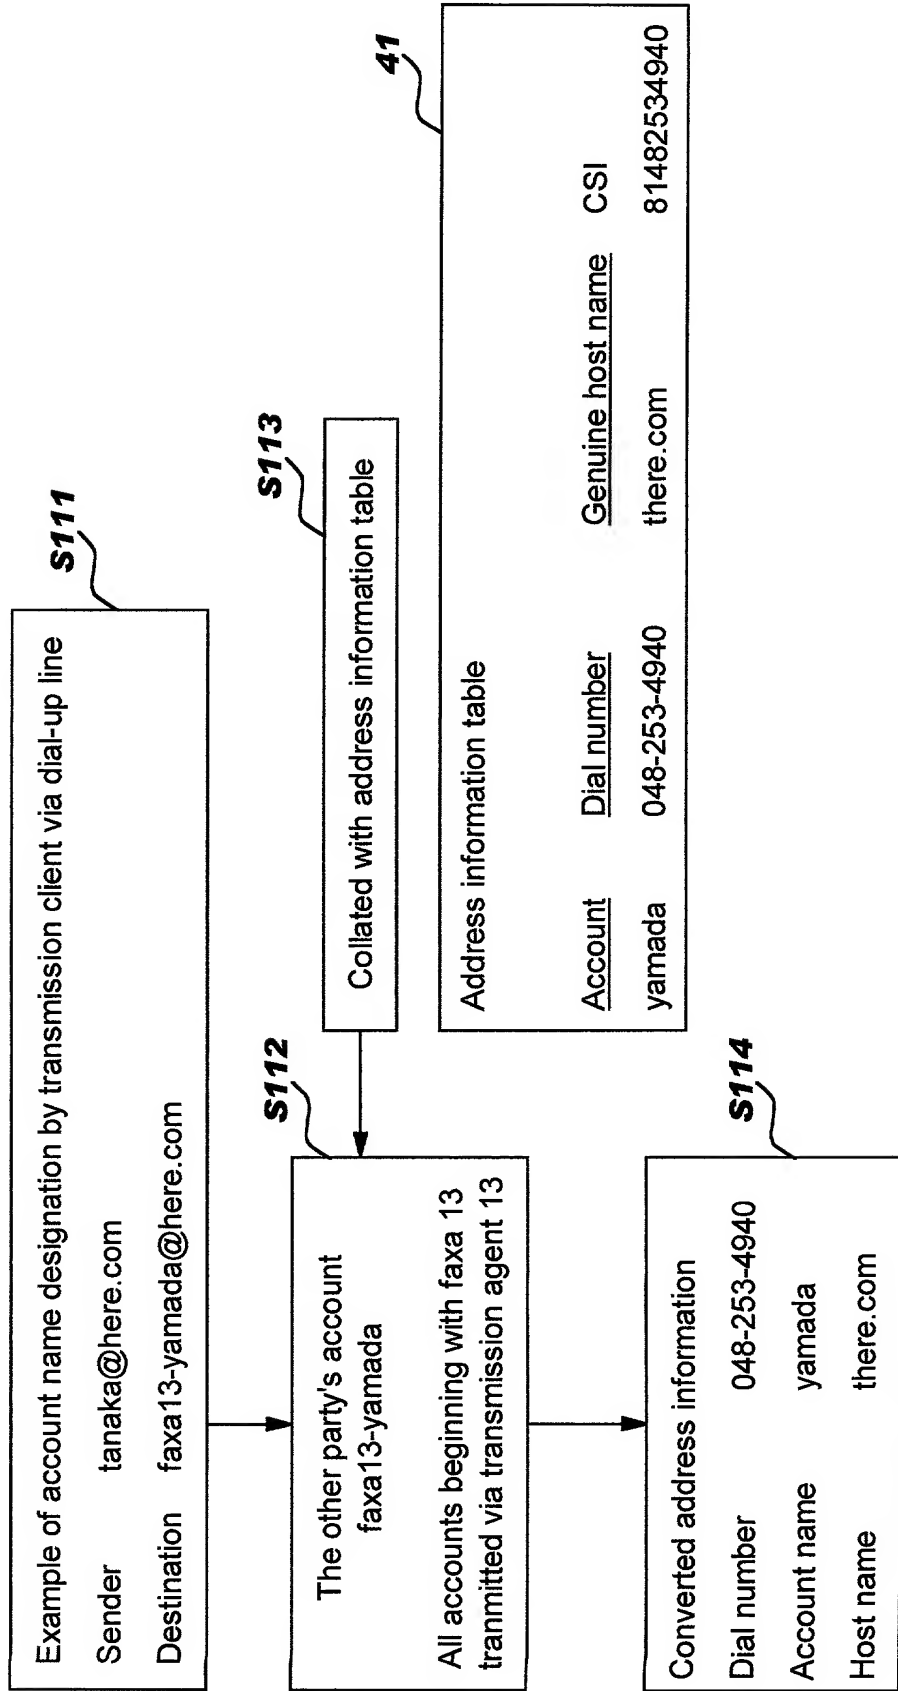 S111
Example of account name designation by transmission client via dial-up line
Sender tanaka@here.com
Destination faxa13-yamada@here.com
S112
The other party's account
faxa13-yamada
All accounts beginning with faxa 13
tranmitted via transmission agent 13
S113
Collated with address information table
41
Address information table
Account Dial number Genuine host name CSI
yamada 048-253-4940 there.com 81482534940
S114
Converted address information
Dial number 048-253-4940
Account name yamada
Host name there.com